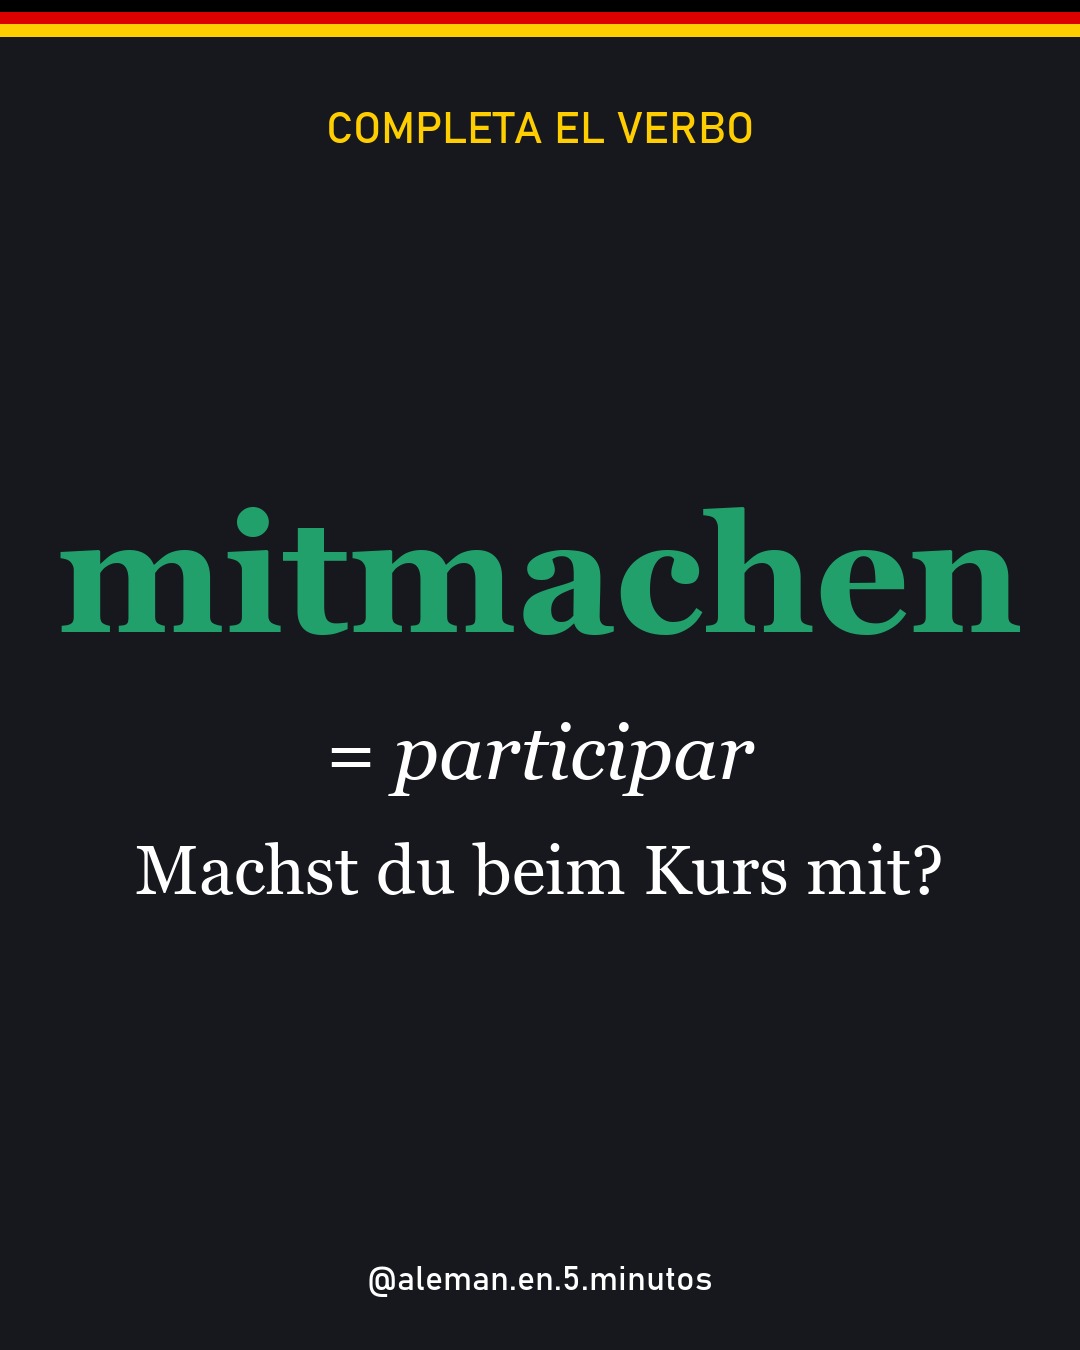 COMPLETA EL VERBO
mitmachen
= participar
Machst du beim Kurs mit?
@aleman.en.5.minutos